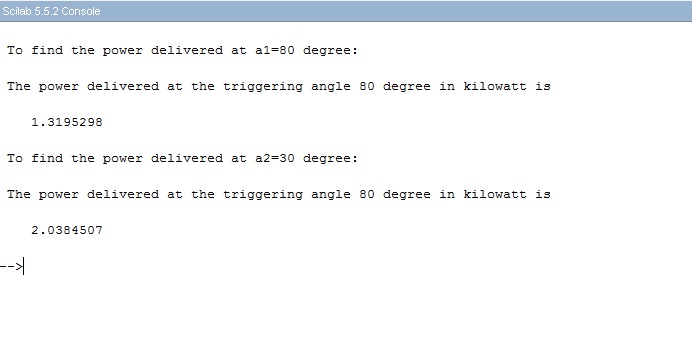 Scilab 5.5.2 Console
To find the power delivered at a1=80 degree:
The power delivered at the triggering angle 80 degree in kilowatt is
1.3195298
To find the power delivered at a2=30 degree:
The power delivered at the triggering angle 80 degree in kilowatt is
2.0384507
-->